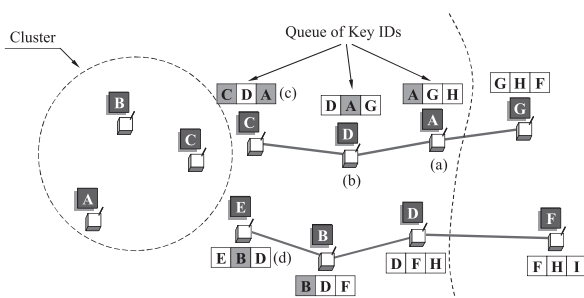 Cluster
Queue of Key IDs
B
C
A
C D A (c)
C
D A G
D
(b)
A G H
A
(a)
G H F
G
E
E B D (d)
B
B D F
D
D F H
F
F H I